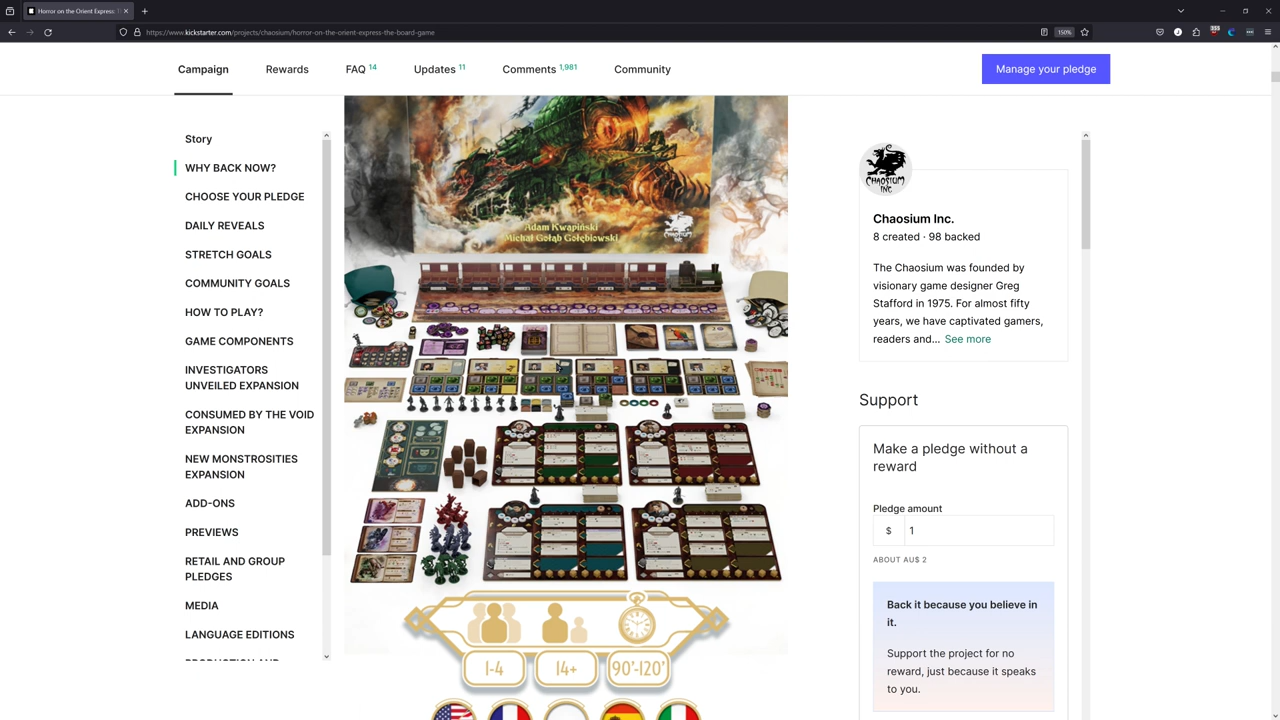 Horror on the Orient Express: T
https://www.kickstarter.com/projects/chaosium/horror-on-the-orient-express-the-board-game
150%
Campaign
Rewards
FAQ 14
Updates 11
Comments 1,981
Community
Manage your pledge
Story
WHY BACK NOW?
CHOOSE YOUR PLEDGE
DAILY REVEALS
STRETCH GOALS
COMMUNITY GOALS
HOW TO PLAY?
GAME COMPONENTS
INVESTIGATORS
UNVEILED EXPANSION
CONSUMED BY THE VOID
EXPANSION
NEW MONSTROSITIES
EXPANSION
ADD-ONS
PREVIEWS
RETAIL AND GROUP
PLEDGES
MEDIA
LANGUAGE EDITIONS
Adam Kwapiński
Michał Gołąb Gołębiowski
CHAOSIUM
INC
1-4
14+
90'-120'
CHAOSIUM
INC
Chaosium Inc.
8 created · 98 backed
The Chaosium was founded by
visionary game designer Greg
Stafford in 1975. For almost fifty
years, we have captivated gamers,
readers and... See more
Support
Make a pledge without a
reward
Pledge amount
$ 1
ABOUT AU$ 2
Back it because you believe in
it.
Support the project for no
reward, just because it speaks
to you.